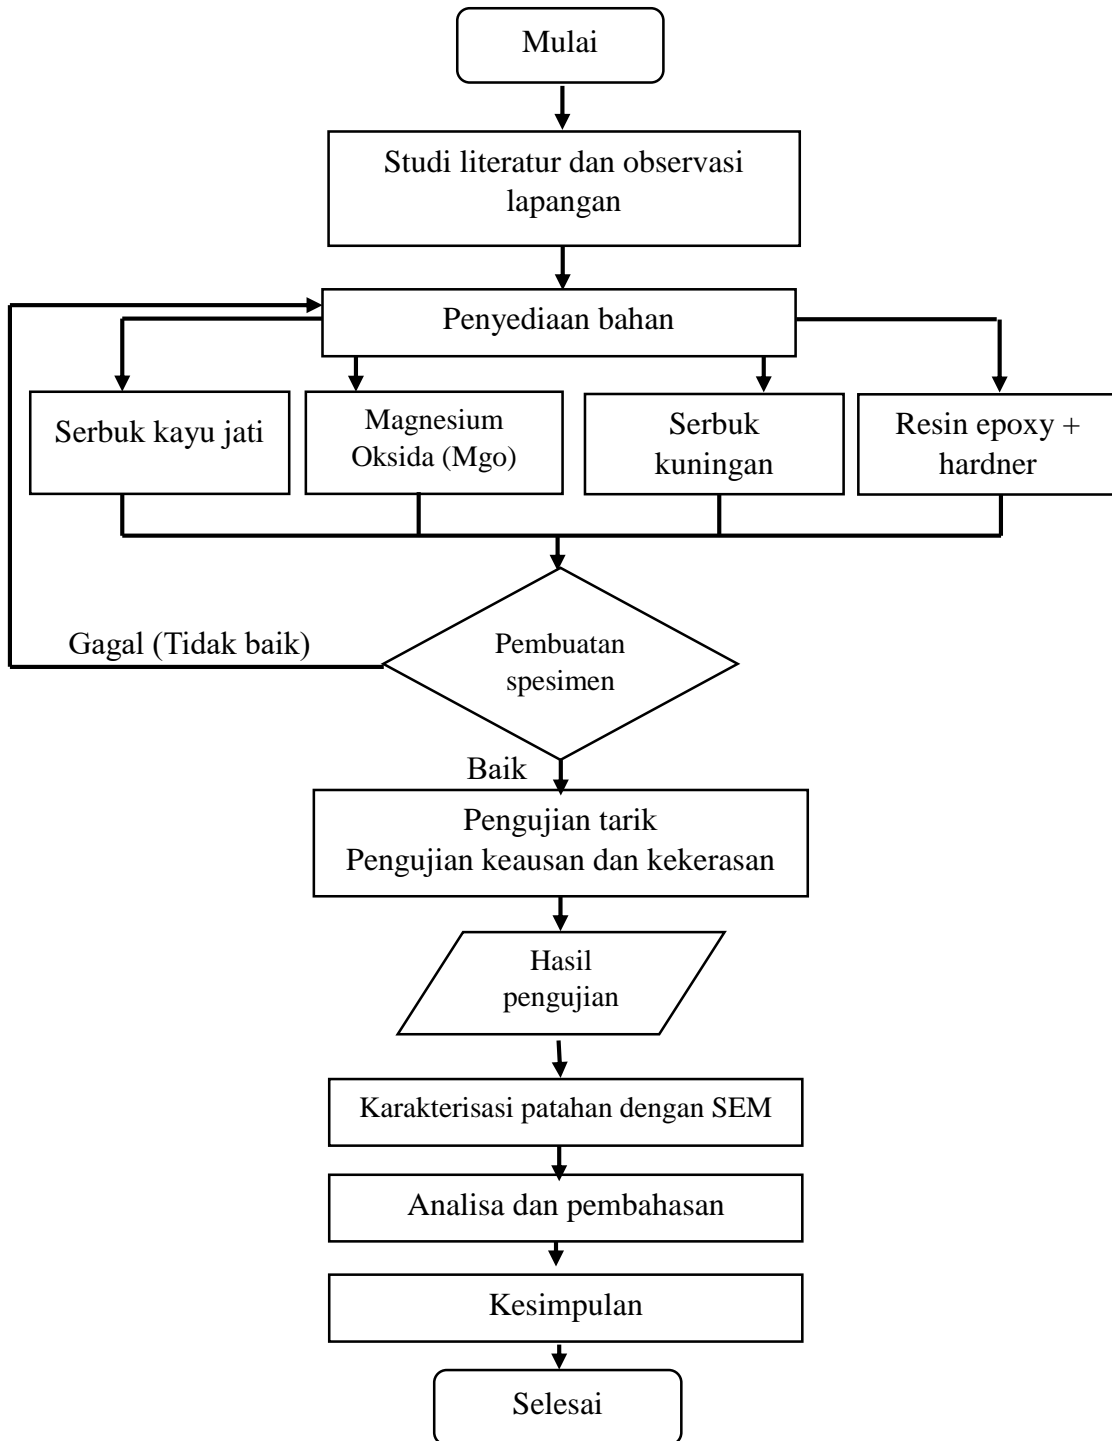 Mulai
Studi literatur dan observasi
lapangan
Penyediaan bahan
Serbuk kayu jati
Magnesium
Oksida (Mgo)
Serbuk
kuningan
Resin epoxy +
hardner
Gagal (Tidak baik)
Pembuatan
spesimen
Baik
Pengujian tarik
Pengujian keausan dan kekerasan
Hasil
pengujian
Karakterisasi patahan dengan SEM
Analisa dan pembahasan
Kesimpulan
Selesai